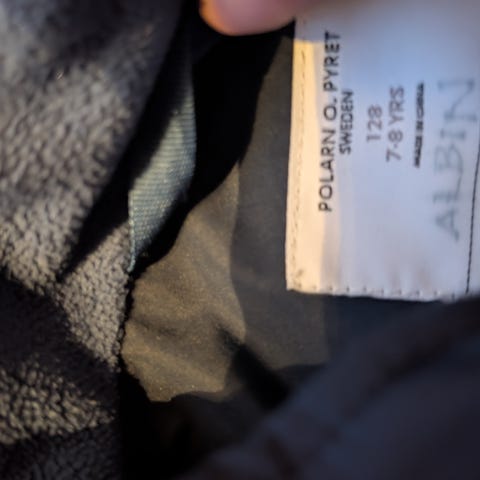 POLARN O. PYRET
SWEDEN
128
7-8 YRS
MADE IN CHINA
ALBIN